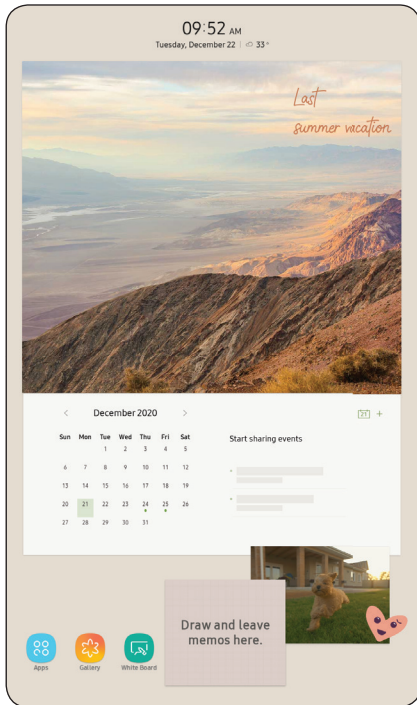 09:52 AM
Tuesday, December 22 | 33°
Last
summer vacation
< December 2020 >
21 +
Sun Mon Tue Wed Thu Fri Sat
1 2 3 4 5
6 7 8 9 10 11 12
13 14 15 16 17 18 19
20 21 22 23 24 25 26
27 28 29 30 31
Start sharing events
Draw and leave
memos here.
Apps Gallery White Board